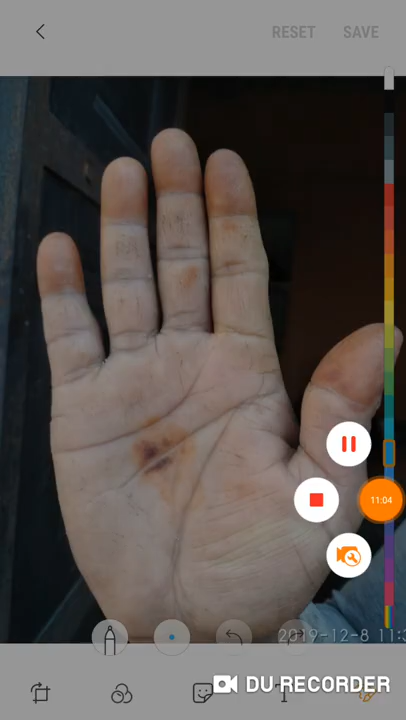 RESET SAVE
11:04
2019-12-8 11:3
T
DU RECORDER